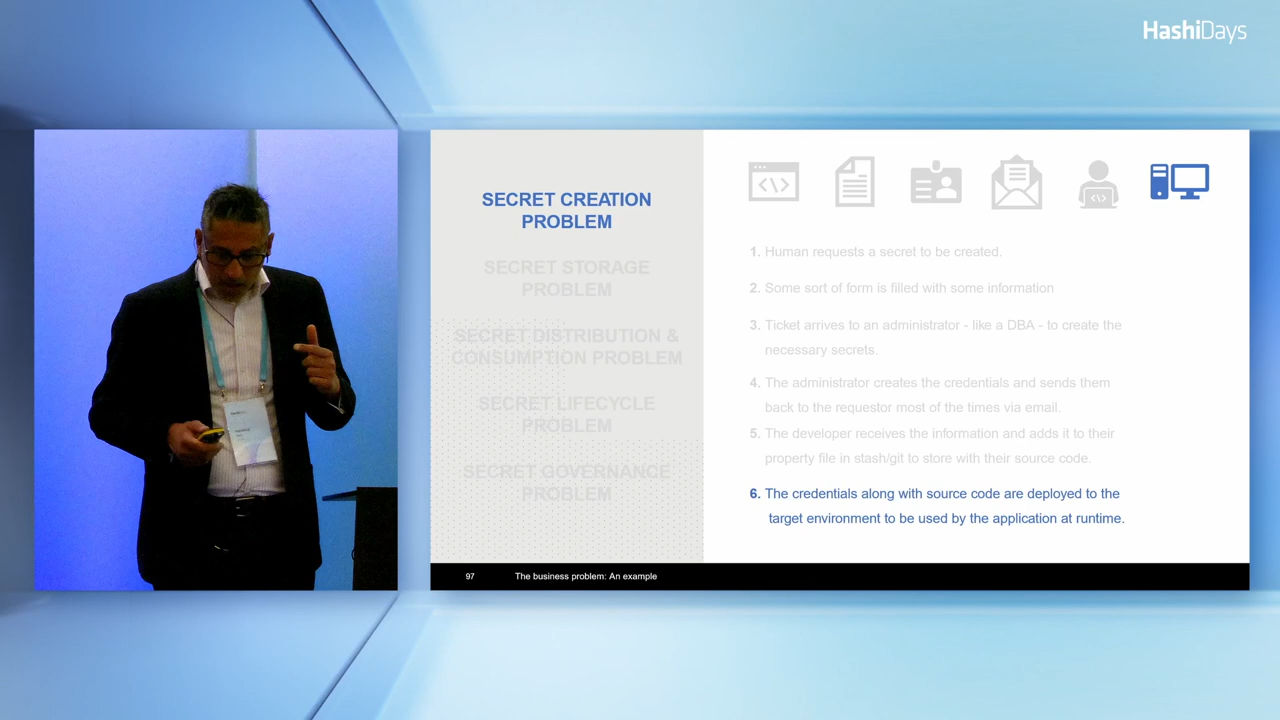 HashiDays
SECRET CREATION
PROBLEM
SECRET STORAGE
PROBLEM
SECRET DISTRIBUTION &
CONSUMPTION PROBLEM
SECRET LIFECYCLE
PROBLEM
SECRET GOVERNANCE
PROBLEM
1. Human requests a secret to be created.
2. Some sort of form is filled with some information
3. Ticket arrives to an administrator - like a DBA - to create the
necessary secrets.
4. The administrator creates the credentials and sends them
back to the requestor most of the times via email.
5. The developer receives the information and adds it to their
property file in stash/git to store with their source code.
6. The credentials along with source code are deployed to the
target environment to be used by the application at runtime.
97 The business problem: An example